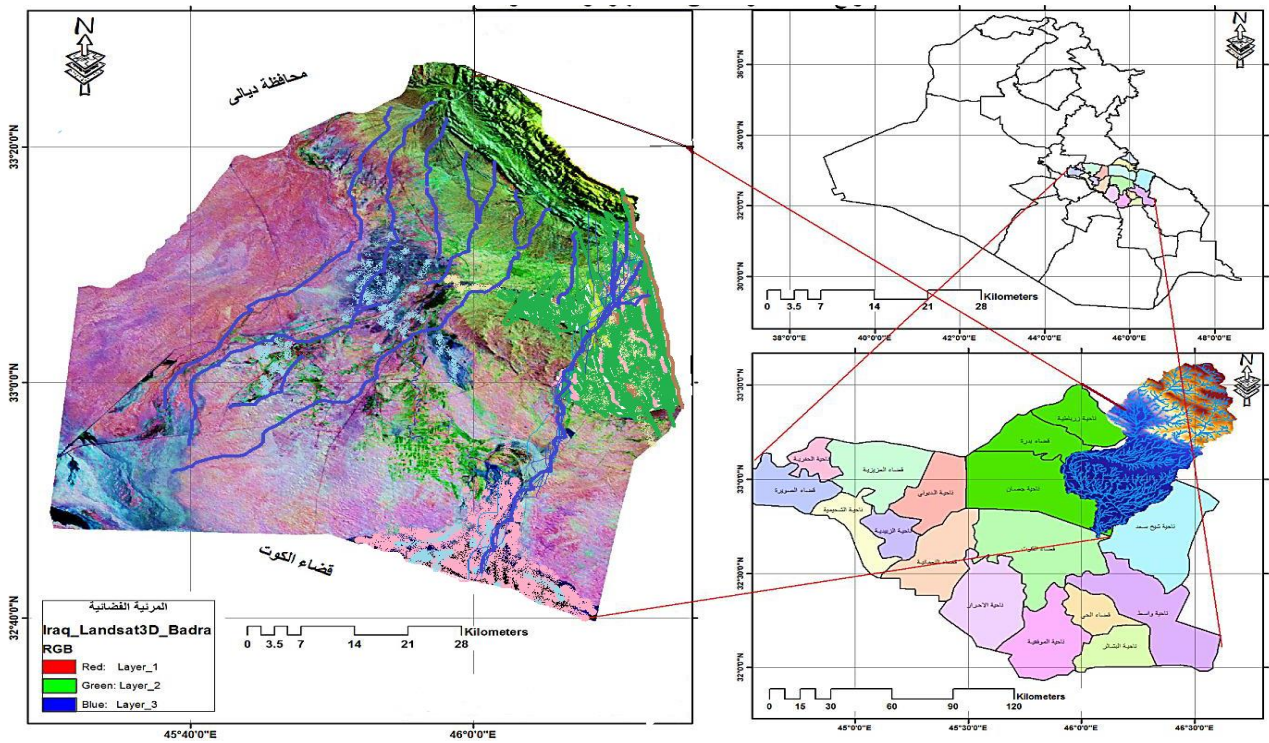 N
محافظة ديالى
33°20'0"N
33°0'0"N
32°40'0"N
قضاء الكوت
المرئية الفضائية
Iraq_Landsat3D_Badra
RGB
Red: Layer_1
Green: Layer_2
Blue: Layer_3
0 3.5 7 14 21 28
Kilometers
45°40'0"E
46°0'0"E
N
36°0'0"N
34°0'0"N
32°0'0"N
30°0'0"N
0 3.5 7 14 21 28
Kilometers
38°0'0"E
40°0'0"E
42°0'0"E
44°0'0"E
46°0'0"E
48°0'0"E
N
33°30'0"N
33°0'0"N
32°30'0"N
32°0'0"N
ناحية زرباطية
قضاء بدرة
ناحية جصان
ناحية الحفرية
قضاء العزيزية
قضاء الصويرة
ناحية الدبوني
ناحية الشحيمية
ناحية الزبيدية
ناحية شيخ سعد
قضاء النعمانية
ناحية الاحرار
ناحية واسط
قضاء الحي
ناحية الموفقية
ناحية البشائر
0 15 30 60 90 120
Kilometers
45°0'0"E
45°30'0"E
46°0'0"E
46°30'0"E